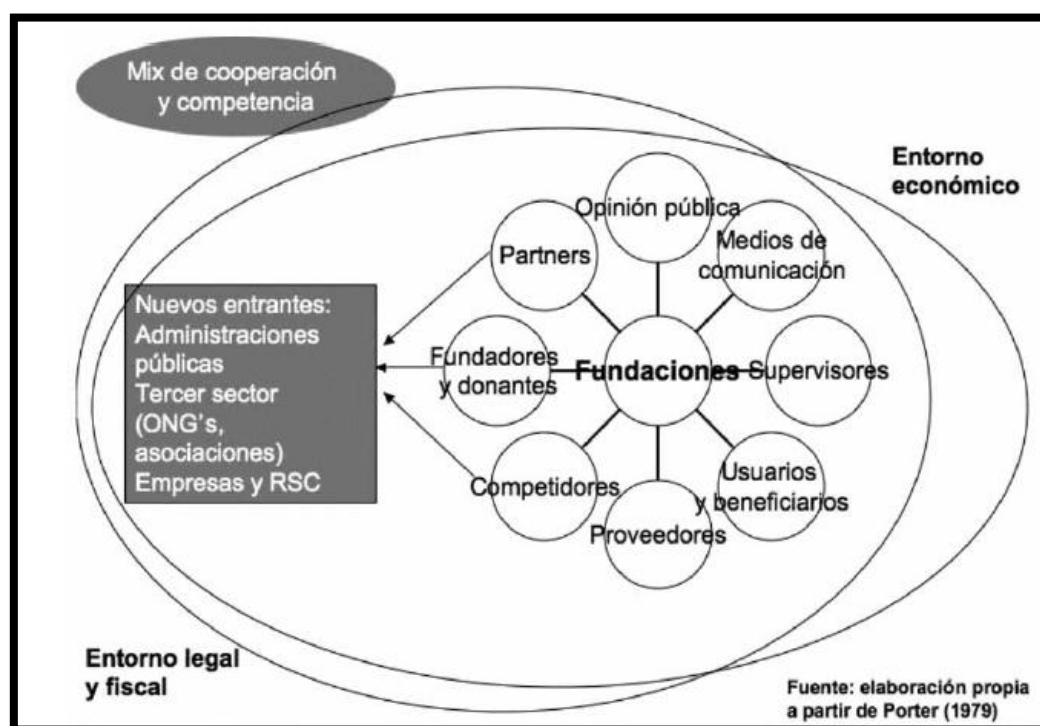 Mix de cooperación
y competencia
Entorno
económico
Opinión pública
Medios de
comunicación
Partners
Nuevos entrantes:
Administraciones
públicas
Tercer sector
(ONG's,
asociaciones)
Empresas y RSC
Fundadores
y donantes
Fundaciones
Supervisores
Competidores
Usuarios
y beneficiarios
Proveedores
Entorno legal
y fiscal
Fuente: elaboración propia
a partir de Porter (1979)